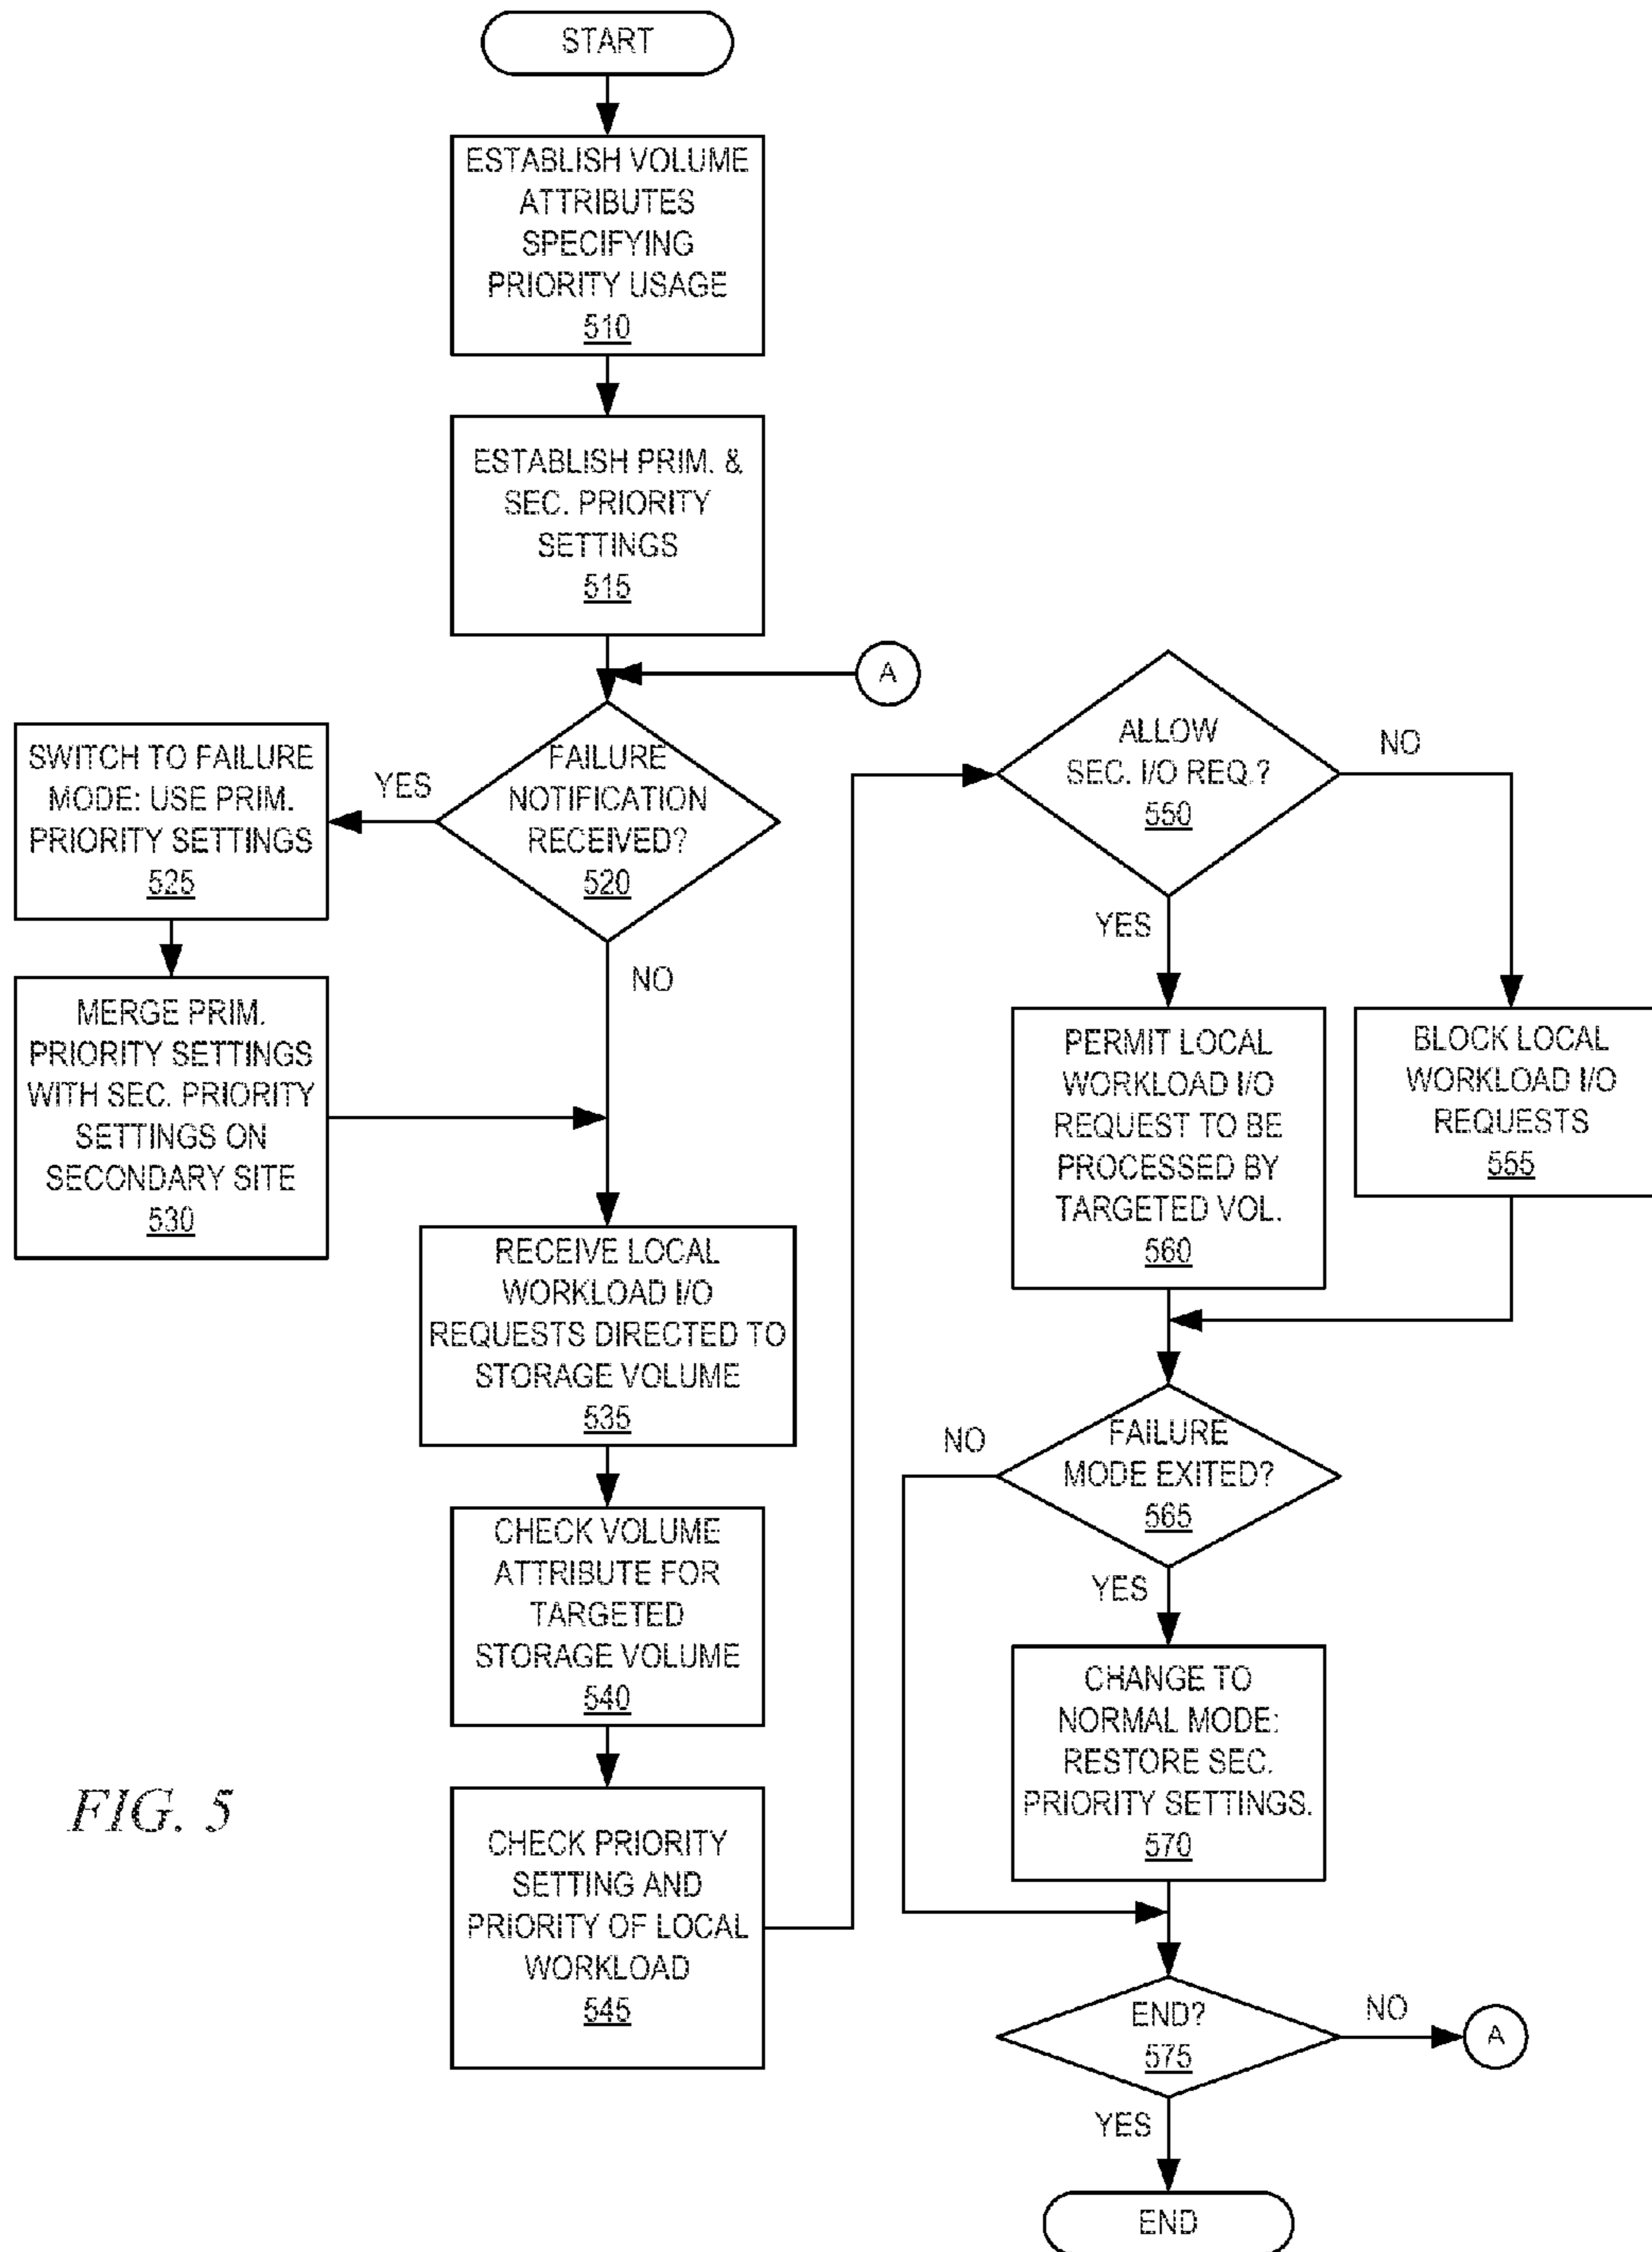 START
ESTABLISH VOLUME
ATTRIBUTES
SPECIFYING
PRIORITY USAGE
510
ESTABLISH PRIM. &
SEC. PRIORITY
SETTINGS
515
A
FAILURE
NOTIFICATION
RECEIVED?
520
YES
NO
SWITCH TO FAILURE
MODE: USE PRIM.
PRIORITY SETTINGS
525
MERGE PRIM.
PRIORITY SETTINGS
WITH SEC. PRIORITY
SETTINGS ON
SECONDARY SITE
530
RECEIVE LOCAL
WORKLOAD I/O
REQUESTS DIRECTED TO
STORAGE VOLUME
535
CHECK VOLUME
ATTRIBUTE FOR
TARGETED
STORAGE VOLUME
540
CHECK PRIORITY
SETTING AND
PRIORITY OF LOCAL
WORKLOAD
545
ALLOW
SEC. I/O REQ.?
550
NO
YES
PERMIT LOCAL
WORKLOAD I/O
REQUEST TO BE
PROCESSED BY
TARGETED VOL.
560
BLOCK LOCAL
WORKLOAD I/O
REQUESTS
555
FAILURE
MODE EXITED?
565
NO
YES
CHANGE TO
NORMAL MODE:
RESTORE SEC.
PRIORITY SETTINGS.
570
END?
575
NO
A
YES
END
FIG. 5